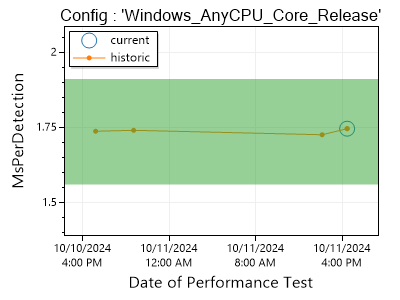 Config : 'Windows_AnyCPU_Core_Release'
current
historic
MsPerDetection
2
1.75
1.5
10/10/2024
4:00 PM
10/11/2024
12:00 AM
10/11/2024
8:00 AM
10/11/2024
4:00 PM
Date of Performance Test